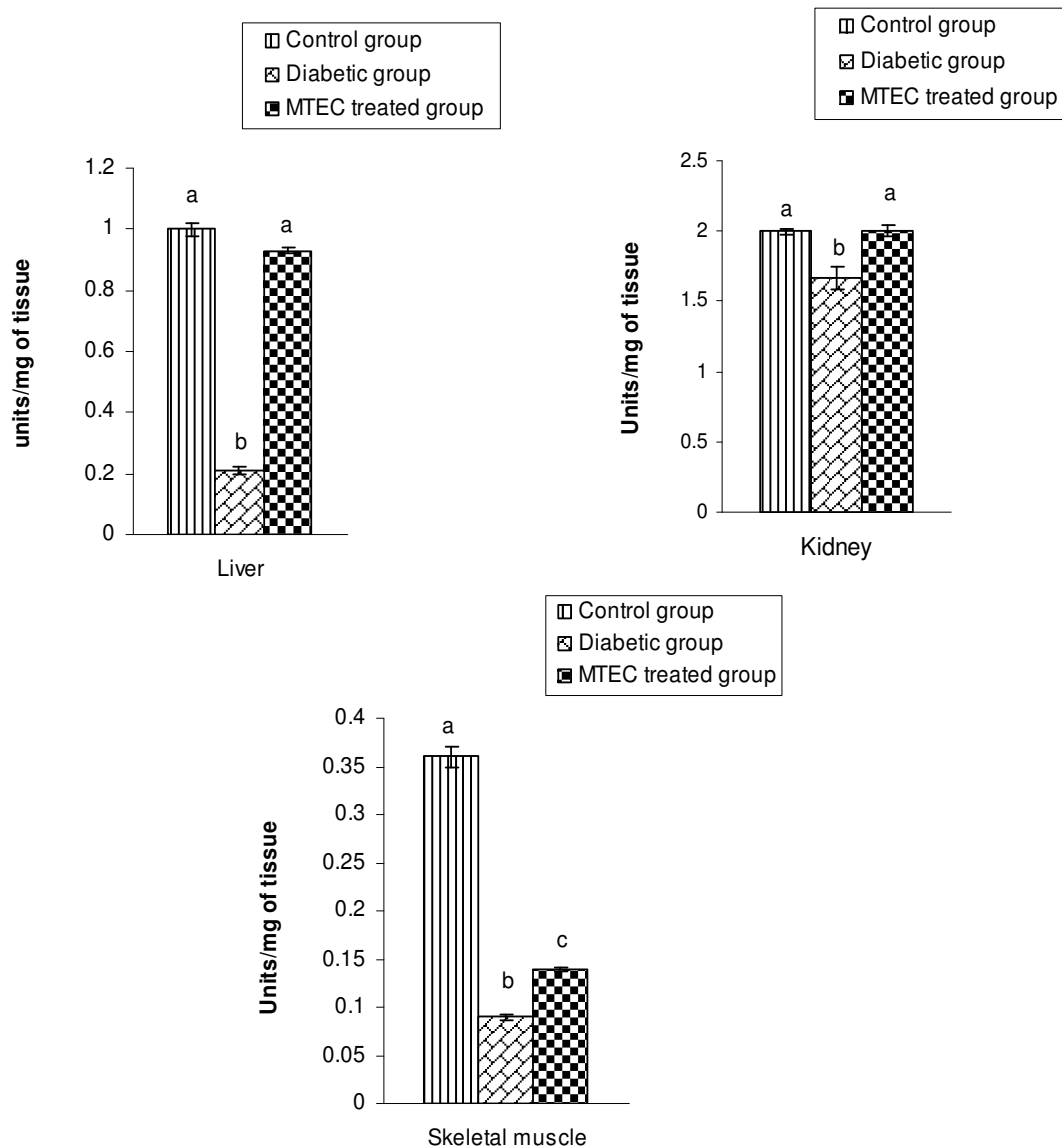 Control group
Diabetic group
MTEC treated group
units/mg of tissue
1.2
1
0.8
0.6
0.4
0.2
0
a
b
a
Liver
Control group
Diabetic group
MTEC treated group
Units/mg of tissue
2.5
2
1.5
1
0.5
0
a
b
a
Kidney
Control group
Diabetic group
MTEC treated group
Units/mg of tissue
0.4
0.35
0.3
0.25
0.2
0.15
0.1
0.05
0
a
b
c
Skeletal muscle